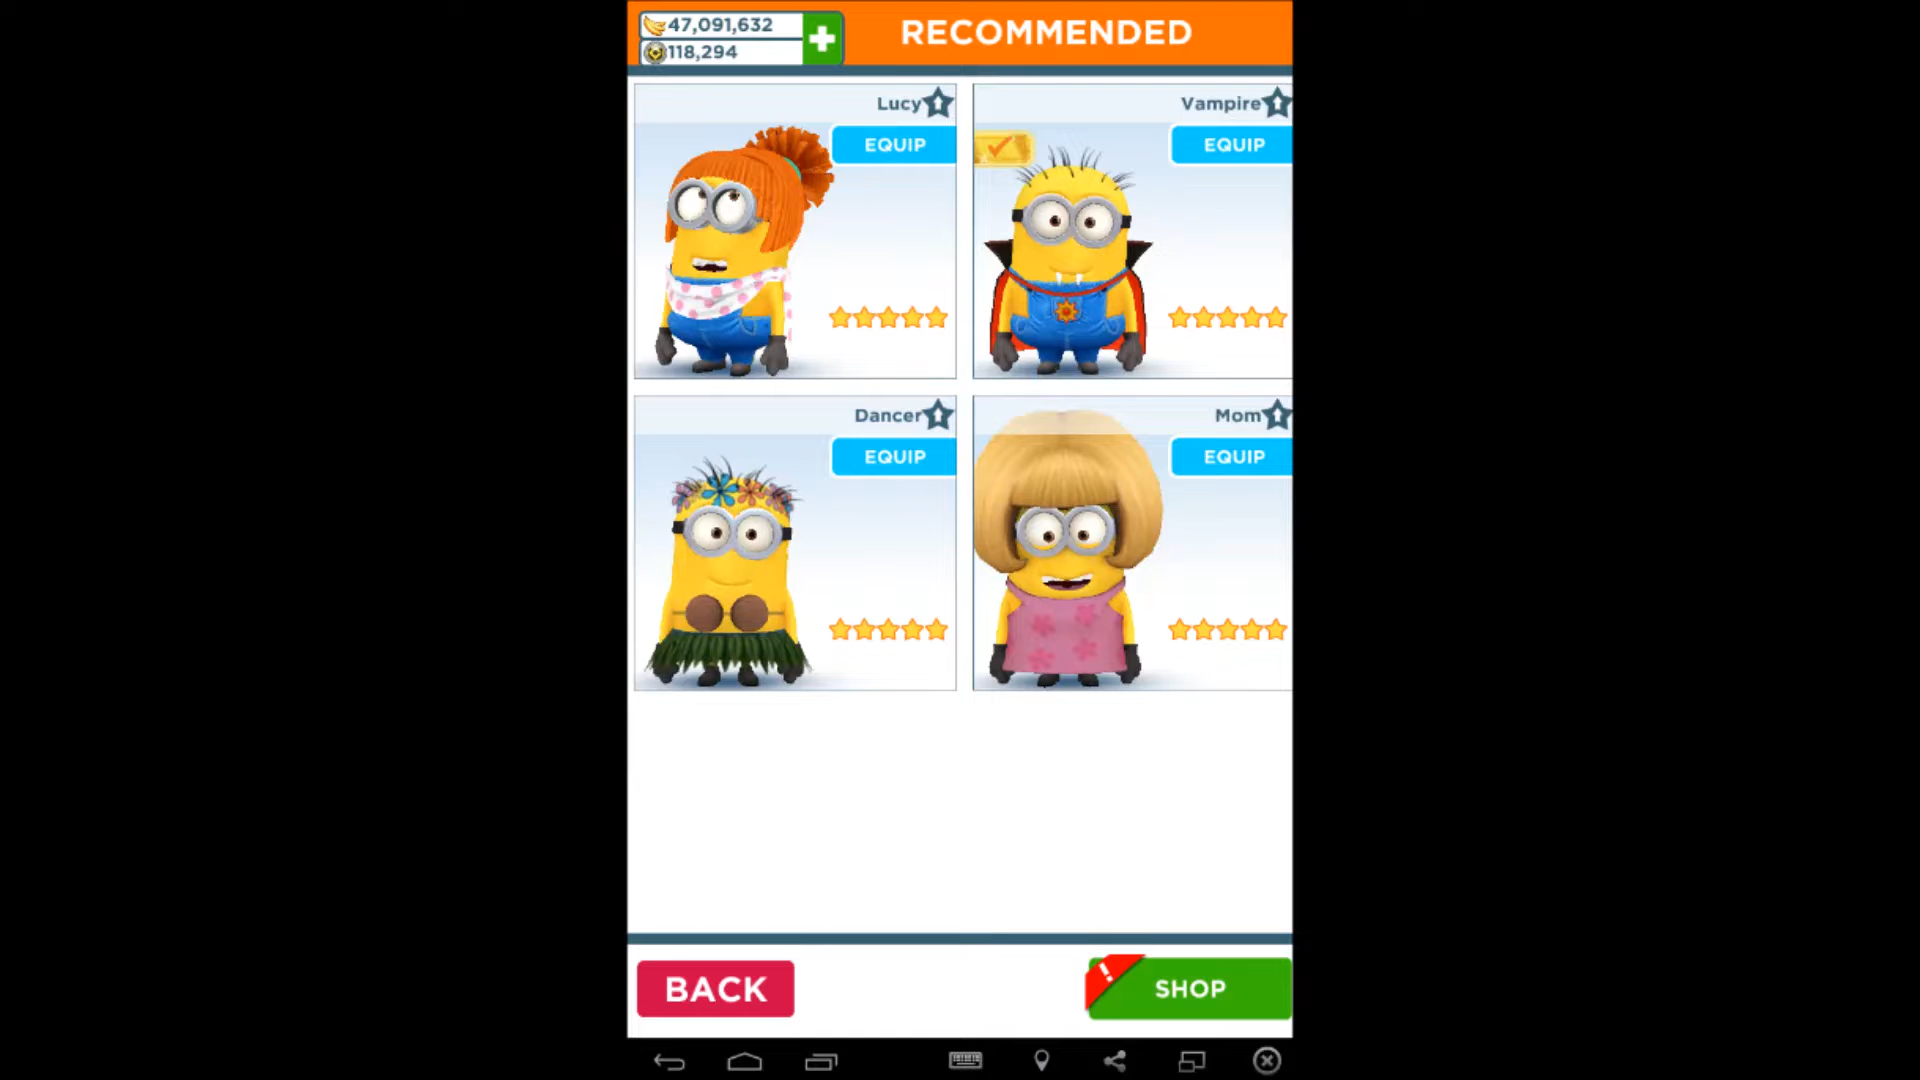 47,091,632
118,294
RECOMMENDED
Lucy
EQUIP
Vampire
EQUIP
Dancer
EQUIP
Mom
EQUIP
BACK
!
SHOP